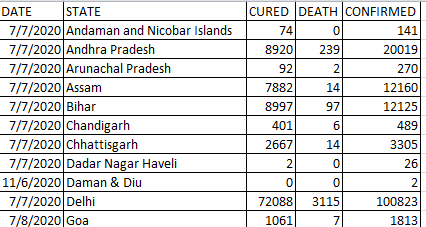 DATE STATE CURED DEATH CONFIRMED
7/7/2020 Andaman and Nicobar Islands 74 0 141
7/7/2020 Andhra Pradesh 8920 239 20019
7/7/2020 Arunachal Pradesh 92 2 270
7/7/2020 Assam 7882 14 12160
7/7/2020 Bihar 8997 97 12125
7/7/2020 Chandigarh 401 6 489
7/7/2020 Chhattisgarh 2667 14 3305
7/7/2020 Dadar Nagar Haveli 2 0 26
11/6/2020 Daman & Diu 0 0 2
7/7/2020 Delhi 72088 3115 100823
7/8/2020 Goa 1061 7 1813